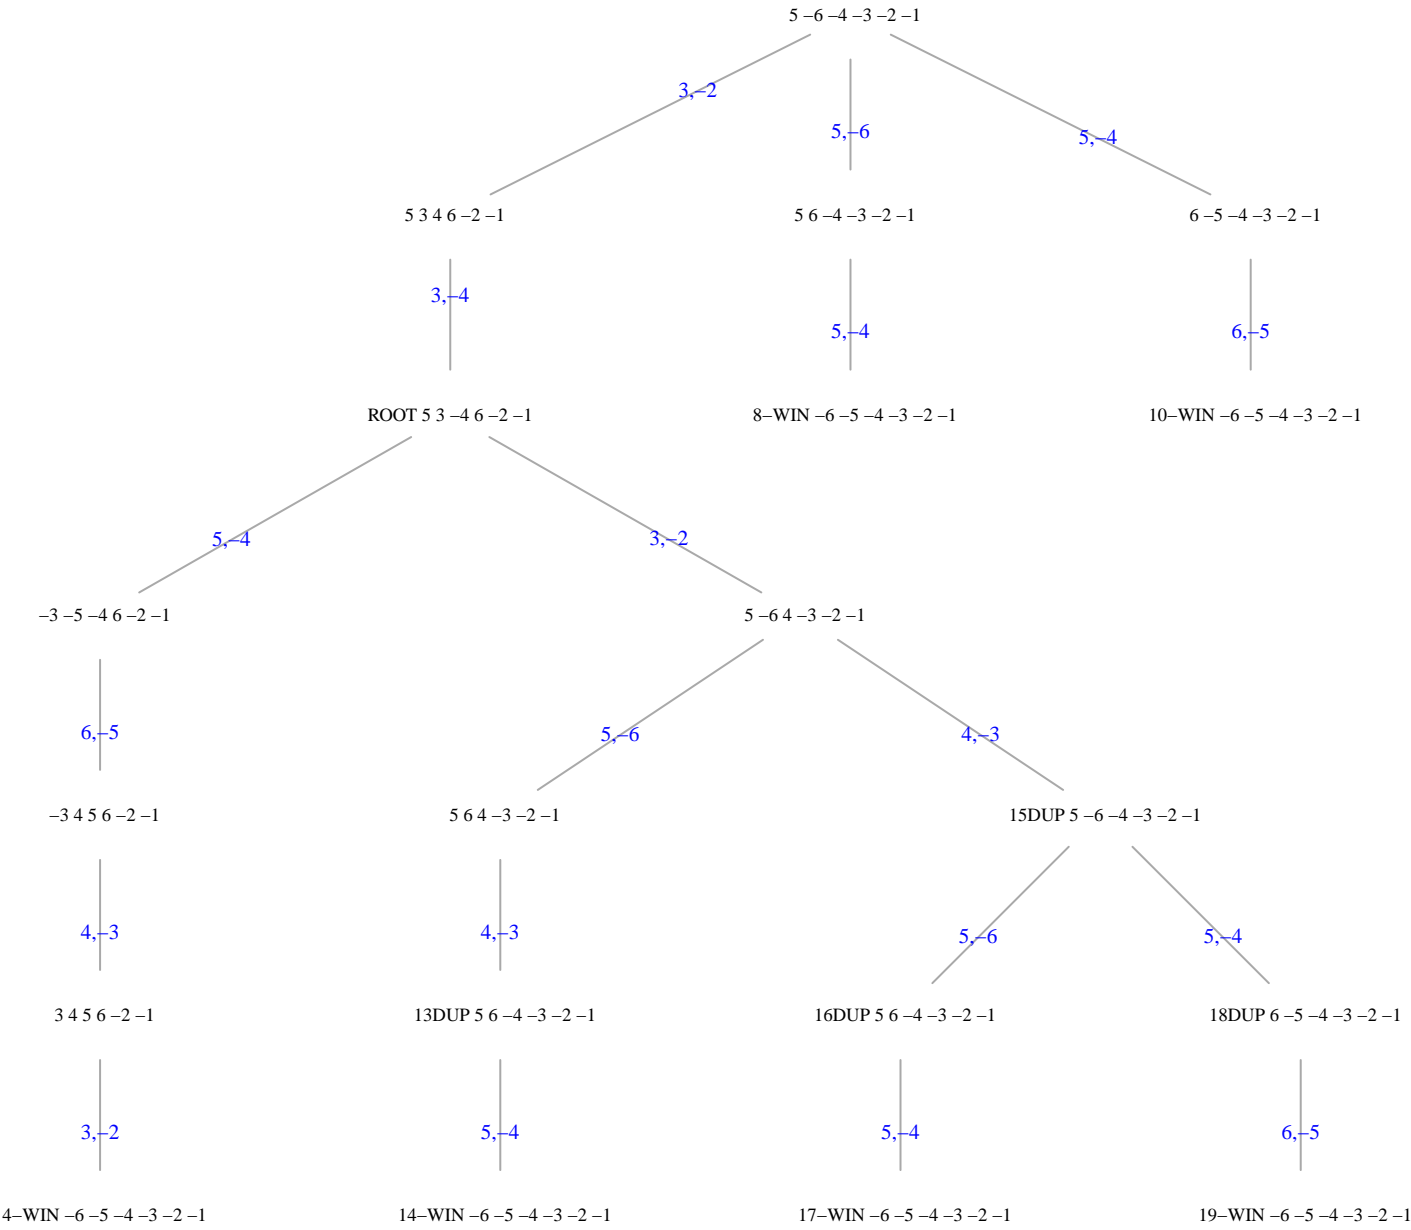 5 –6 –4 –3 –2 –1
3,–2
5,–6
5,–4
5 3 4 6 –2 –1
5 6 –4 –3 –2 –1
6 –5 –4 –3 –2 –1
3,–4
5,–4
6,–5
ROOT 5 3 –4 6 –2 –1
8–WIN –6 –5 –4 –3 –2 –1
10–WIN –6 –5 –4 –3 –2 –1
5,–4
3,–2
–3 –5 –4 6 –2 –1
5 –6 4 –3 –2 –1
6,–5
5,–6
4,–3
–3 4 5 6 –2 –1
5 6 4 –3 –2 –1
15DUP 5 –6 –4 –3 –2 –1
4,–3
4,–3
5,–6
5,–4
3 4 5 6 –2 –1
13DUP 5 6 –4 –3 –2 –1
16DUP 5 6 –4 –3 –2 –1
18DUP 6 –5 –4 –3 –2 –1
3,–2
5,–4
5,–4
6,–5
4–WIN –6 –5 –4 –3 –2 –1
14–WIN –6 –5 –4 –3 –2 –1
17–WIN –6 –5 –4 –3 –2 –1
19–WIN –6 –5 –4 –3 –2 –1